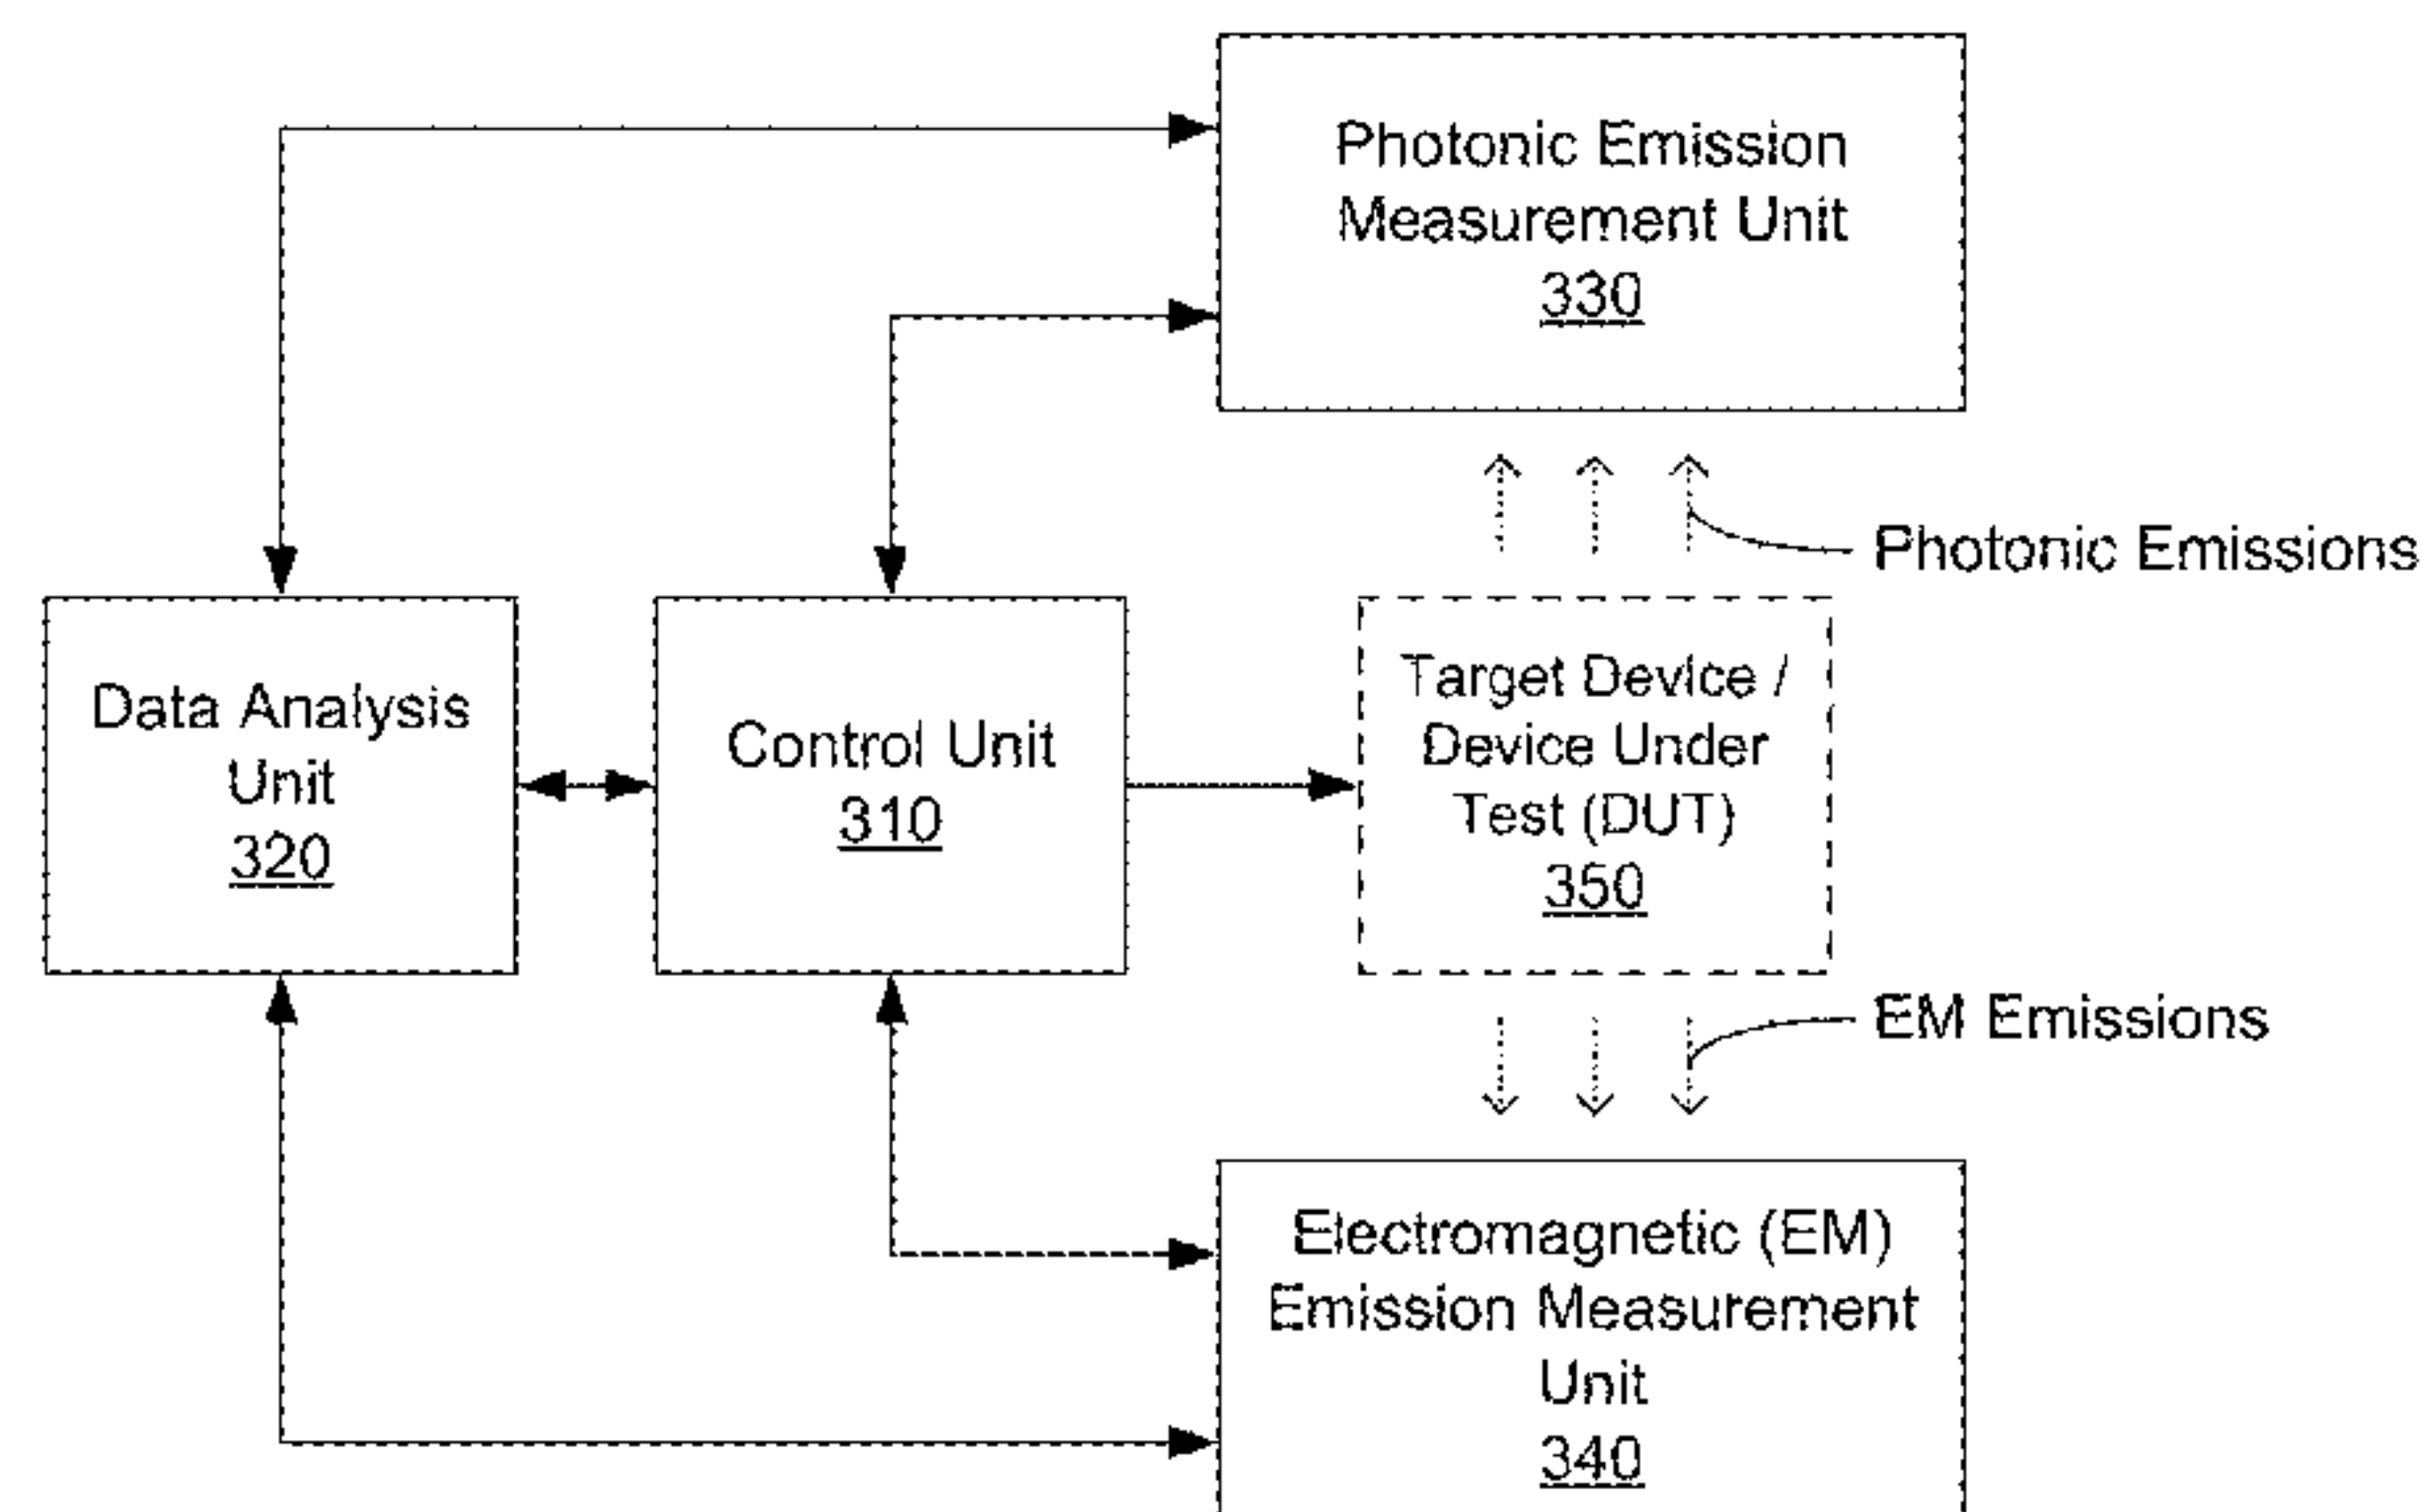 Photonic Emission
Measurement Unit
330
Photonic Emissions
Data Analysis
Unit
320
Control Unit
310
Target Device /
Device Under
Test (DUT)
350
EM Emissions
Electromagnetic (EM)
Emission Measurement
Unit
340